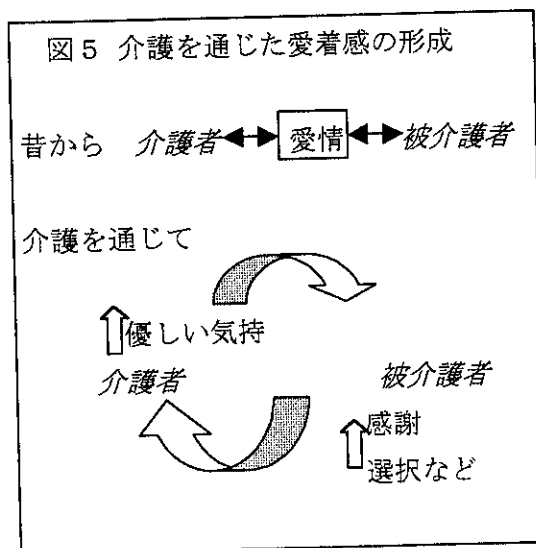 図5 介護を通じた愛着感の形成
昔から 介護者 愛情 被介護者
介護を通じて
優しい気持
介護者 被介護者
感謝
選択など